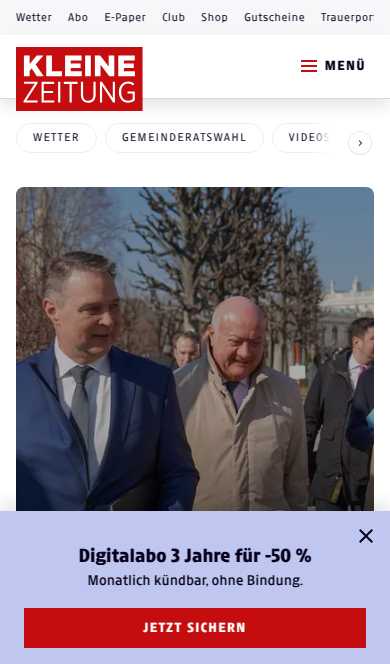 Wetter Abo E-Paper Club Shop Gutscheine Trauerpor
KLEINE
ZEITUNG
MENÜ
WETTER GEMEINDERATSWAHL VIDEOS
Digitalabo 3 Jahre für -50 %
Monatlich kündbar, ohne Bindung.
JETZT SICHERN